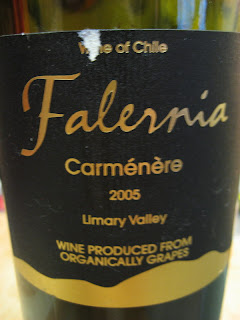 Wine of Chile
Falernia
Carménère
2005
Limary Valley
WINE PRODUCED FROM
ORGANICALLY GRAPES